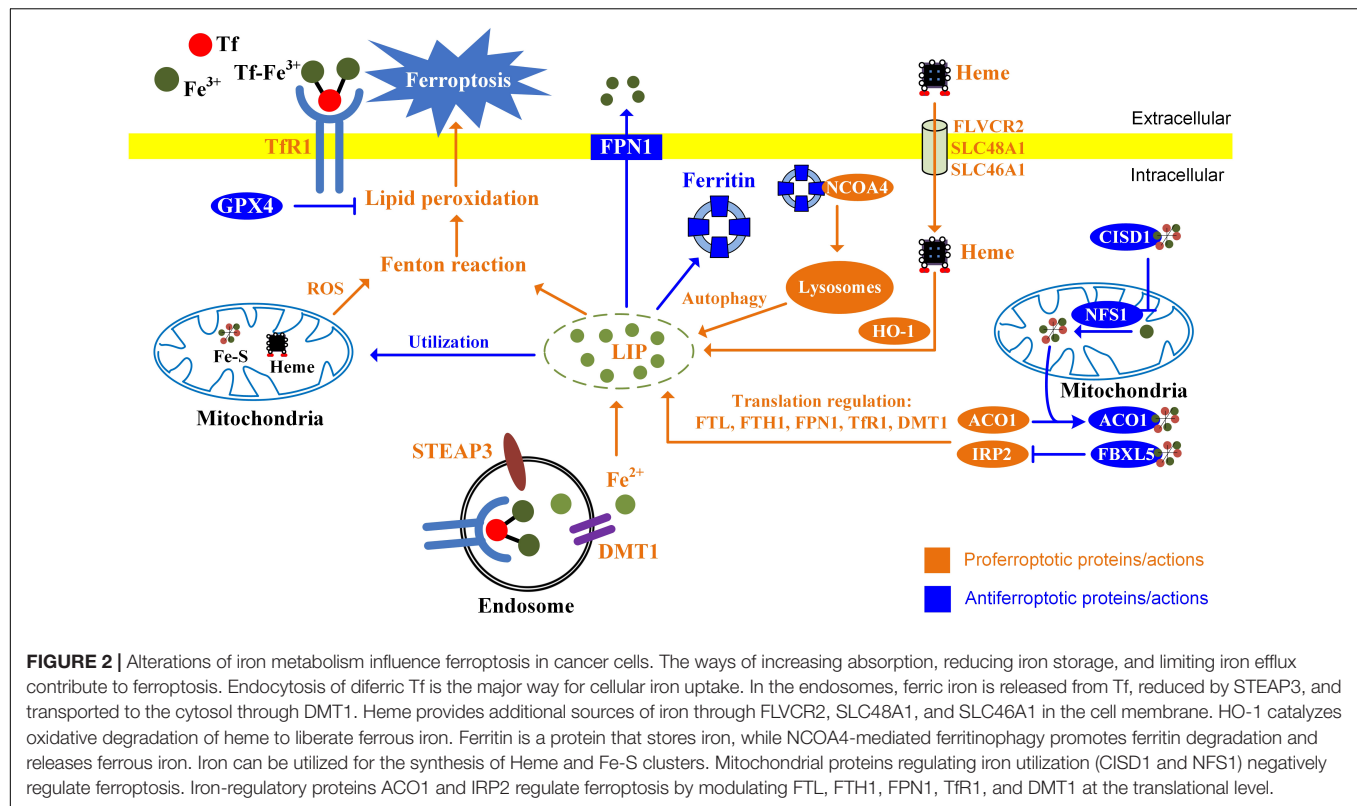 Tf
Fe3+
Tf-Fe3+
Ferroptosis
Heme
TfR1
FPN1
FLVCR2
SLC48A1
SLC46A1
Extracellular
Intracellular
GPX4
Lipid peroxidation
Ferritin
NCOA4
CISD1
Fenton reaction
Heme
ROS
Autophagy
Lysosomes
HO-1
NFS1
Fe-S
Heme
Utilization
LIP
Mitochondria
Mitochondria
Translation regulation:
FTL, FTH1, FPN1, TfR1, DMT1
ACO1
ACO1
IRP2
FBXL5
STEAP3
Fe2+
DMT1
Endosome
Proferroptotic proteins/actions
Antiferroptotic proteins/actions
FIGURE 2 | Alterations of iron metabolism influence ferroptosis in cancer cells. The ways of increasing absorption, reducing iron storage, and limiting iron efflux
contribute to ferroptosis. Endocytosis of diferric Tf is the major way for cellular iron uptake. In the endosomes, ferric iron is released from Tf, reduced by STEAP3, and
transported to the cytosol through DMT1. Heme provides additional sources of iron through FLVCR2, SLC48A1, and SLC46A1 in the cell membrane. HO-1 catalyzes
oxidative degradation of heme to liberate ferrous iron. Ferritin is a protein that stores iron, while NCOA4-mediated ferritinophagy promotes ferritin degradation and
releases ferrous iron. Iron can be utilized for the synthesis of Heme and Fe-S clusters. Mitochondrial proteins regulating iron utilization (CISD1 and NFS1) negatively
regulate ferroptosis. Iron-regulatory proteins ACO1 and IRP2 regulate ferroptosis by modulating FTL, FTH1, FPN1, TfR1, and DMT1 at the translational level.